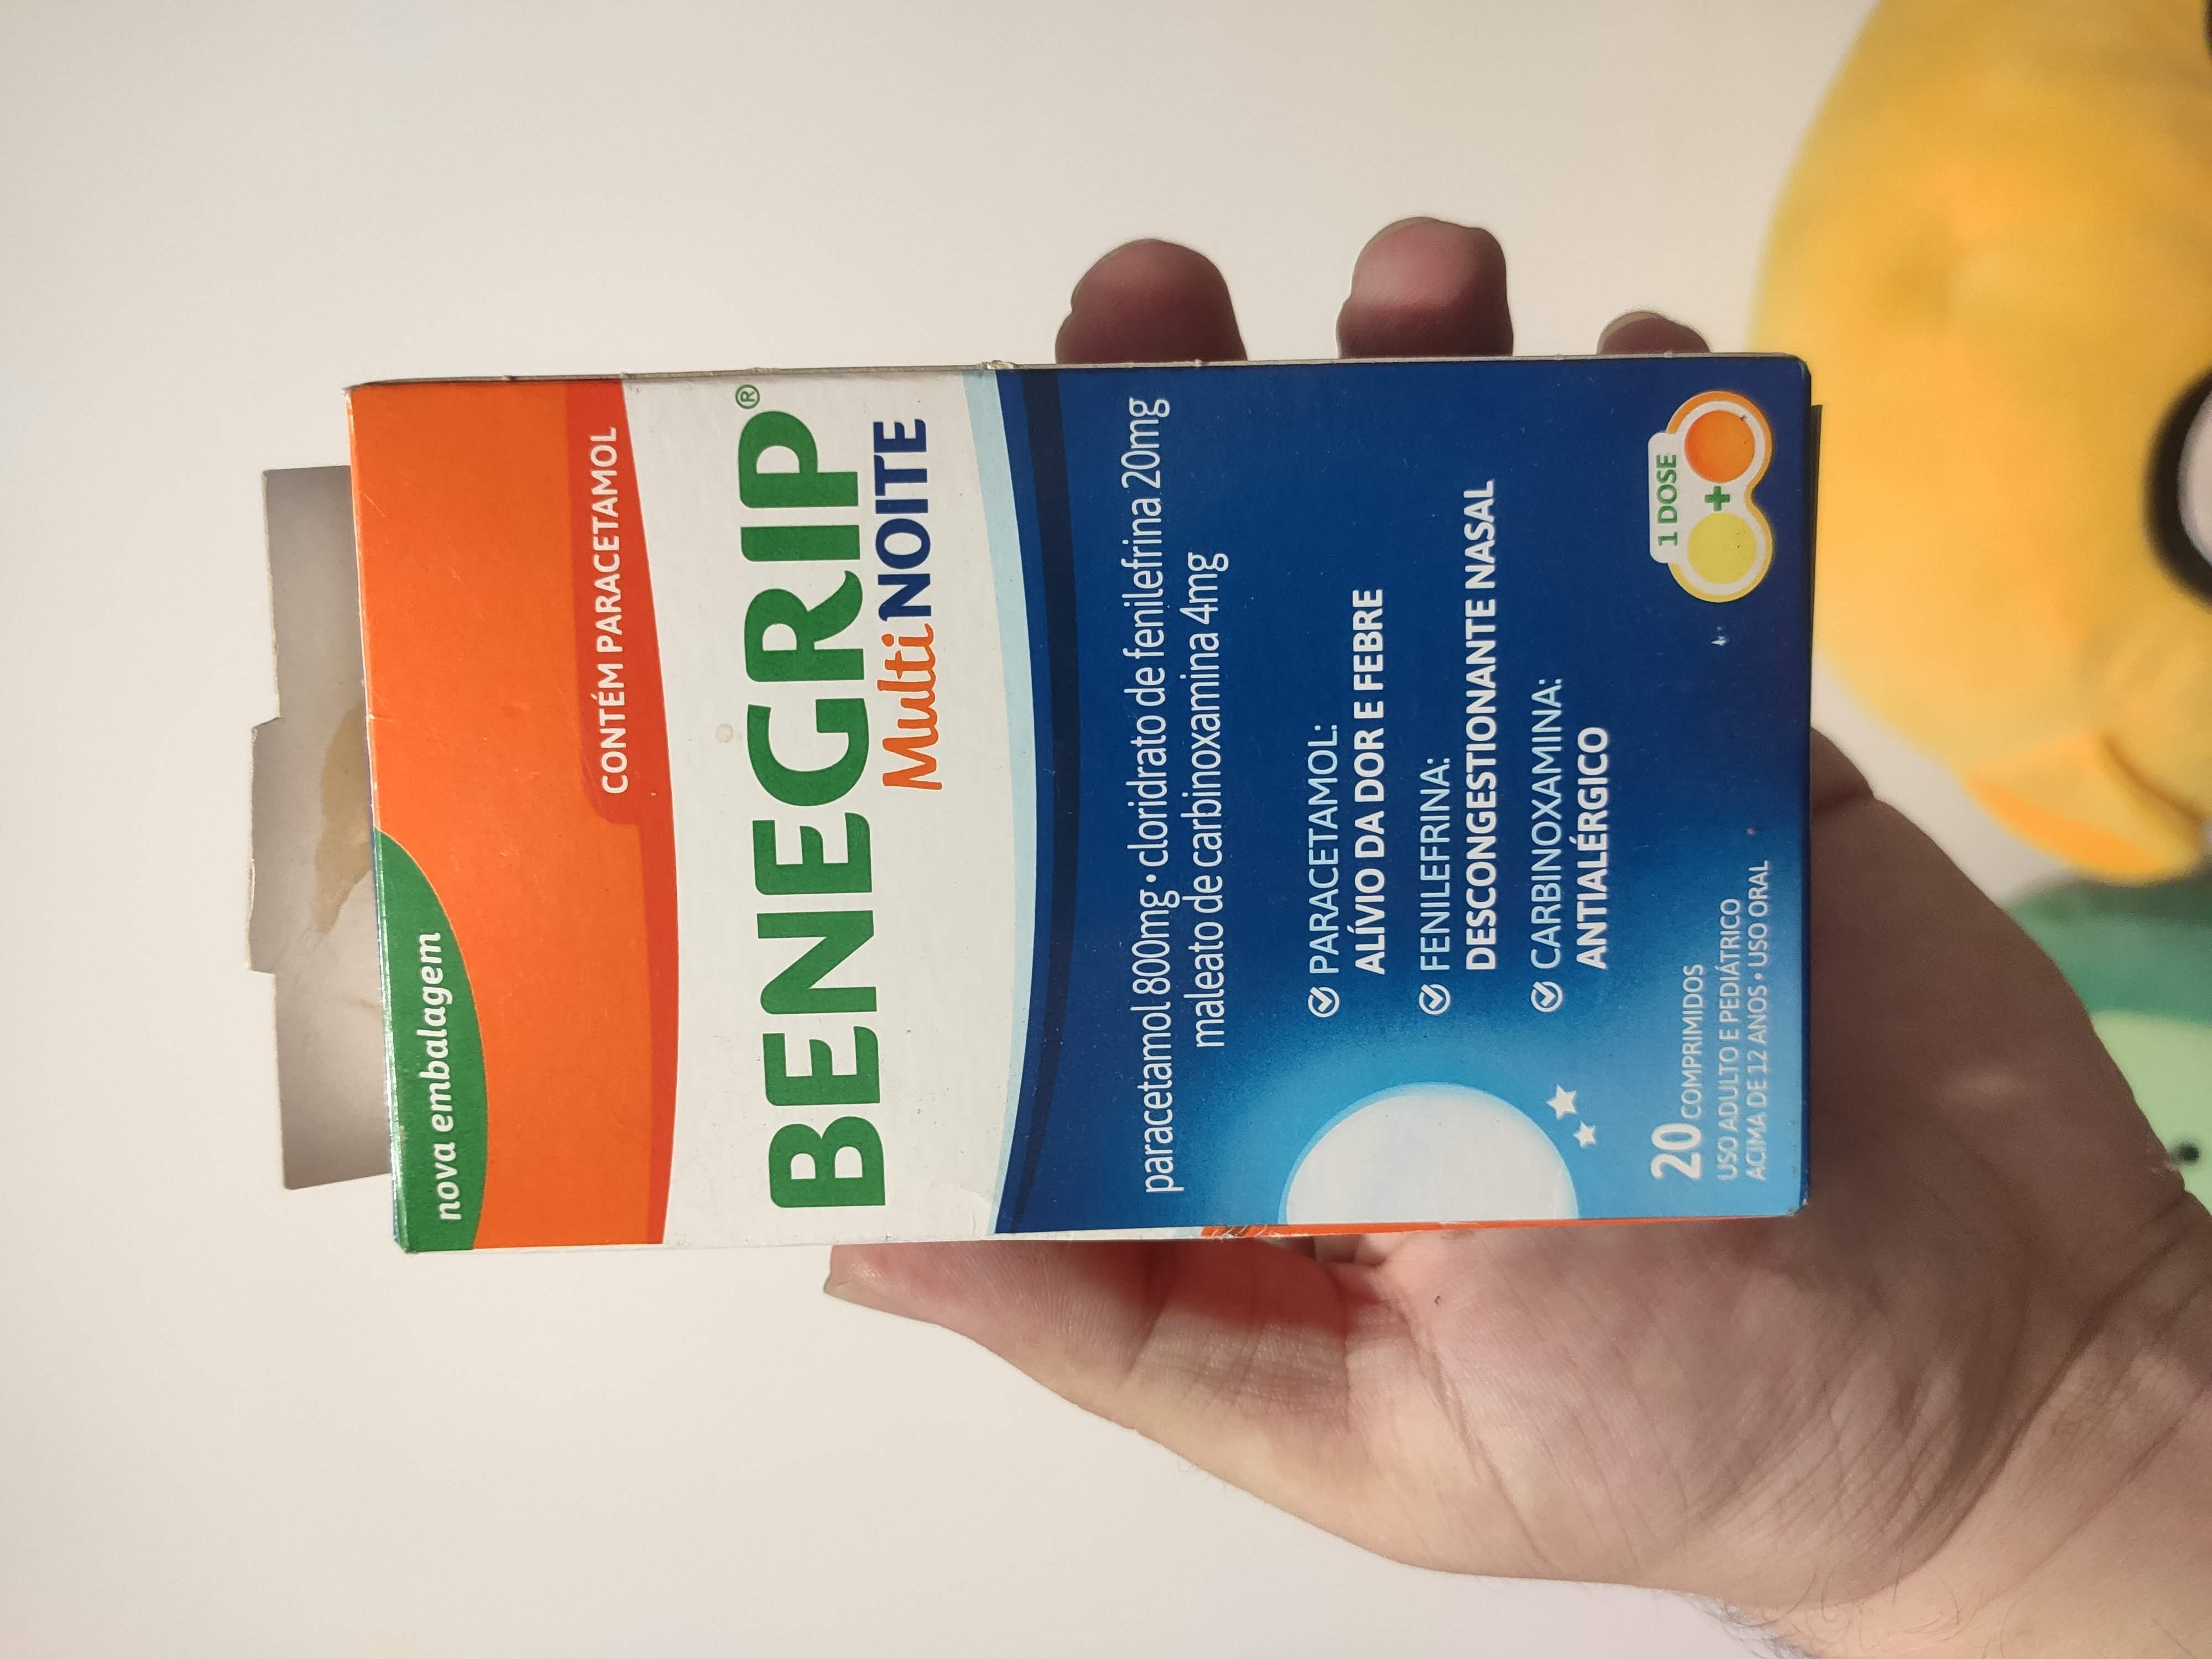 nova embalagem
CONTÉM PARACETAMOL
BENEGRIP®
Multi NOITE
paracetamol 800mg • cloridrato de fenilefrina 20mg
maleato de carbinoxamina 4mg
PARACETAMOL:
ALÍVIO DA DOR E FEBRE
FENILEFRINA:
DESCONGESTIONANTE NASAL
CARBINOXAMINA:
ANTIALÉRGICO
20 COMPRIMIDOS
USO ADULTO E PEDIÁTRICO
ACIMA DE 12 ANOS • USO ORAL
1 DOSE
+